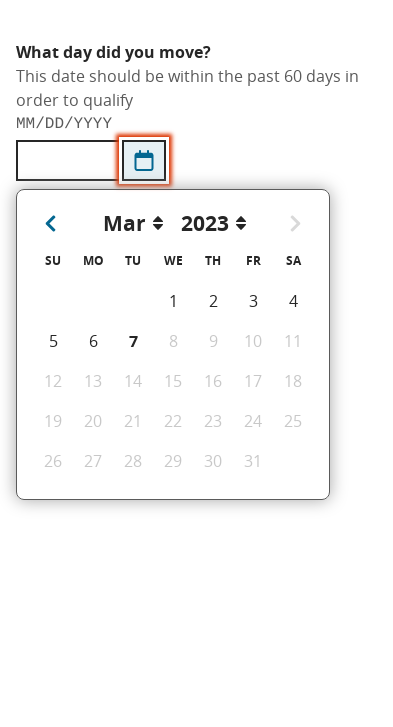 What day did you move?
This date should be within the past 60 days in
order to qualify
MM/DD/YYYY
Mar 2023
SU MO TU WE TH FR SA
1 2 3 4
5 6 7 8 9 10 11
12 13 14 15 16 17 18
19 20 21 22 23 24 25
26 27 28 29 30 31